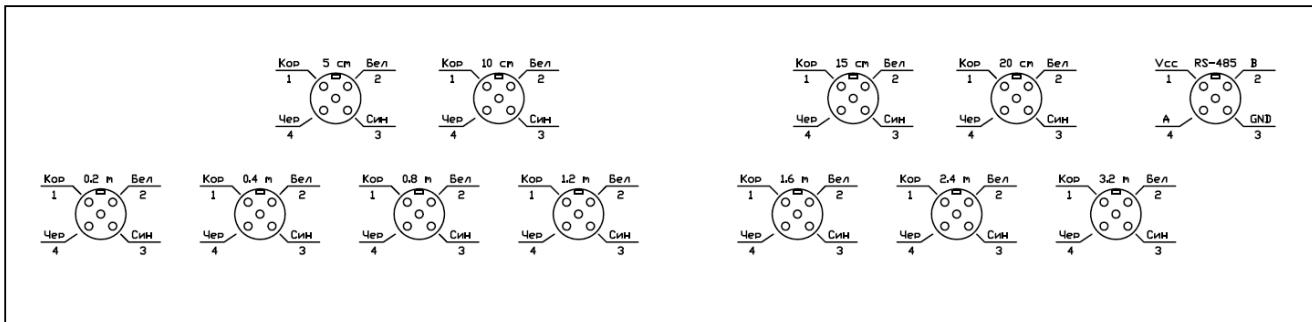 Кор 5 cm Бел Кор 10 cm Бел Кор 15 cm Бел Кор 20 cm Бел Vcc RS-485 B
1 2 1 2 1 2 1 2 1 2
Чер Син Чер Син Чер Син Чер Син A GND
4 3 4 3 4 3 4 3 4 3
Кор 0.2 m Бел Кор 0.4 m Бел Кор 0.8 m Бел Кор 1.2 m Бел Кор 1.6 m Бел Кор 2.4 m Бел Кор 3.2 m Бел
1 2 1 2 1 2 1 2 1 2 1 2 1 2
Чер Син Чер Син Чер Син Чер Син Чер Син Чер Син Чер Син
4 3 4 3 4 3 4 3 4 3 4 3 4 3